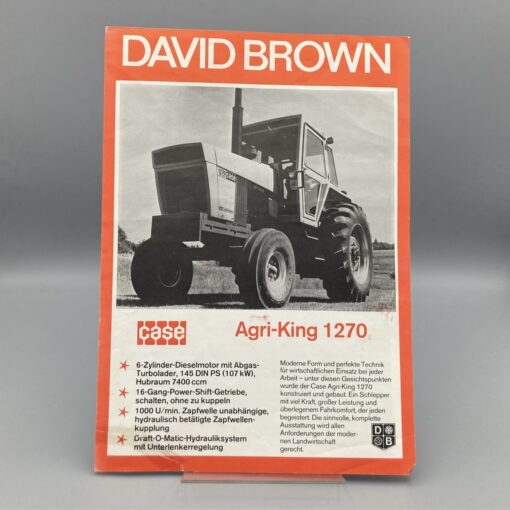 DAVID BROWN
case
Agri-King 1270
6-Zylinder-Dieselmotor mit Abgas-
Turbolader, 145 DIN PS (107 kW),
Hubraum 7400 ccm
16-Gang-Power-Shift-Getriebe,
schalten, ohne zu kuppeln
1000 U/min. Zapfwelle unabhängige,
hydraulisch betätigte Zapfwellen-
kupplung
Draft-O-Matic-Hydrauliksystem
mit Unterlenkerregelung
Moderne Form und perfekte Technik
für wirtschaftlichen Einsatz bei jeder
Arbeit – unter diesen Gesichtspunkten
wurde der Case Agri-King 1270
konstruiert und gebaut. Ein Schlepper
mit viel Kraft, großer Leistung und
überlegenem Fahrkomfort, der jeden
begeistert. Die sinnvolle, komplette
Ausstattung wird allen
Anforderungen der moder-
nen Landwirtschaft
gerecht.
D B